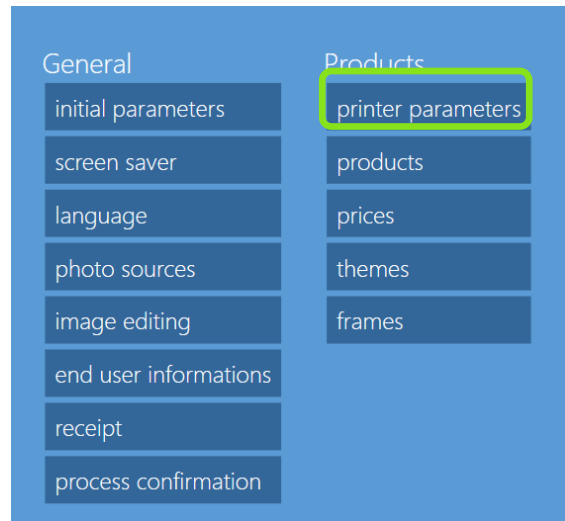 General
initial parameters
screen saver
language
photo sources
image editing
end user informations
receipt
process confirmation
Products
printer parameters
products
prices
themes
frames